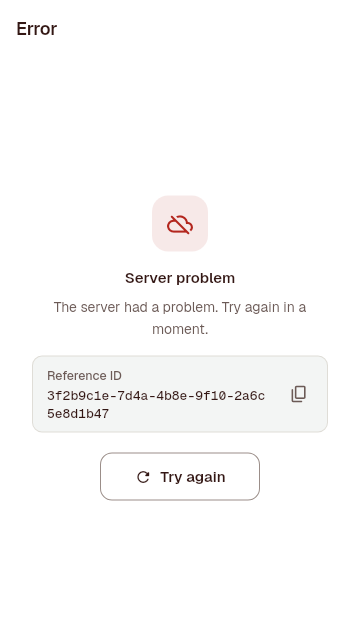 Error
Server problem
The server had a problem. Try again in a
moment.
Reference ID
3f2b9c1e-7d4a-4b8e-9f10-2a6c
5e8d1b47
Try again